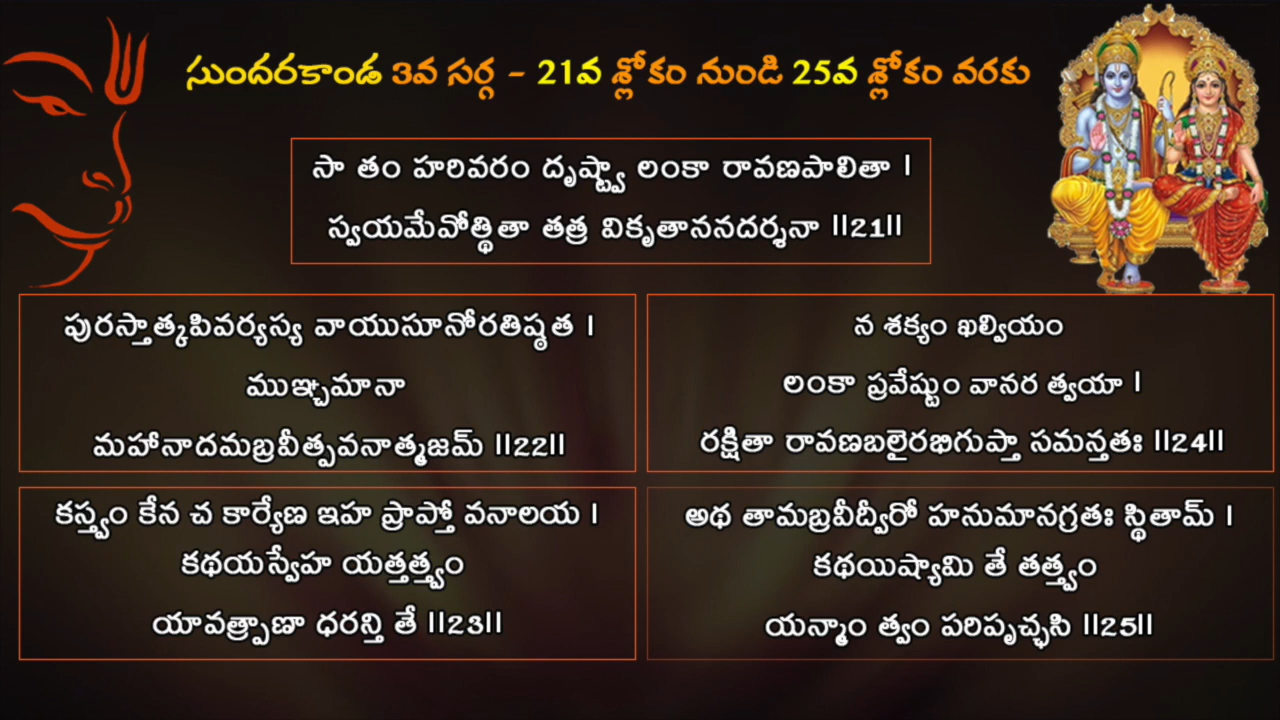 సుందరకాండ 3వ సర్గ - 21వ శ్లోకం నుండి 25వ శ్లోకం వరకు
సా తం హరివరం దృష్ట్వా లంకా రావణపాలితా ।
స్వయమేవోత్థితా తత్ర వికృతాననదర్శనా ॥21॥
పురస్తాత్కపివర్యస్య వాయుసూనోరతిష్ఠత ।
ముఞ్చమానా
మహానాదమబ్రవీత్పవనాత్మజమ్ ॥22॥
కస్త్వం కేన చ కార్యేణ ఇహ ప్రాప్తో వనాలయ ।
కథయస్వేహ యత్తత్త్వం
యావత్ప్రాణా ధరన్తి తే ॥23॥
న శక్యం ఖల్వియం
లంకా ప్రవేష్టుం వానర త్వయా ।
రక్షితా రావణబలైరభిగుప్తా సమన్తతః ॥24॥
అథ తామబ్రవీద్వీరో హనుమానగ్రతః స్థితామ్ ।
కథయిష్యామి తే తత్త్వం
యన్మాం త్వం పరిపృచ్ఛసి ॥25॥